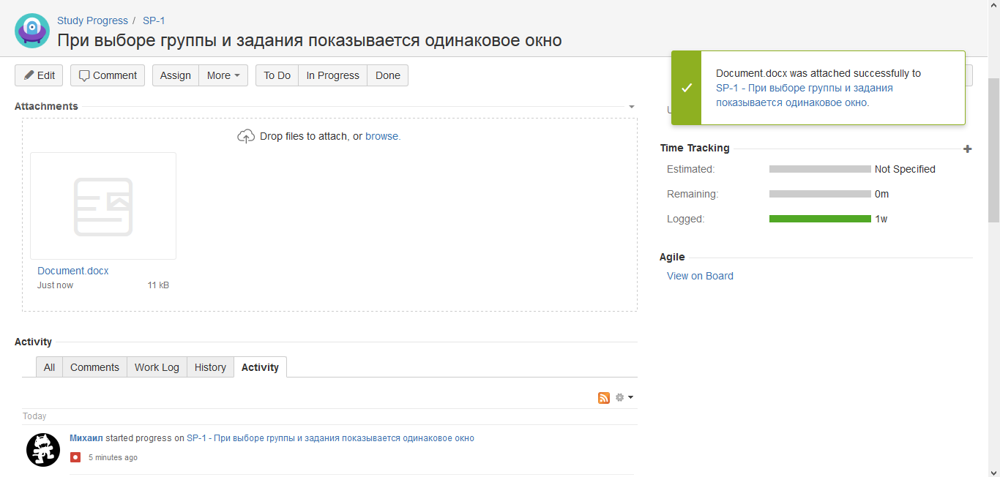 Study Progress / SP-1
При выборе группы и задания показывается одинаковое окно
Edit Comment Assign More To Do In Progress Done
Document.docx was attached successfully to
SP-1 - При выборе группы и задания
показывается одинаковое окно.
Attachments
Drop files to attach, or browse.
Document.docx
Just now 11 kB
Time Tracking
Estimated: Not Specified
Remaining: 0m
Logged: 1w
Agile
View on Board
Activity
All Comments Work Log History Activity
Today
Михаил started progress on SP-1 - При выборе группы и задания показывается одинаковое окно
5 minutes ago